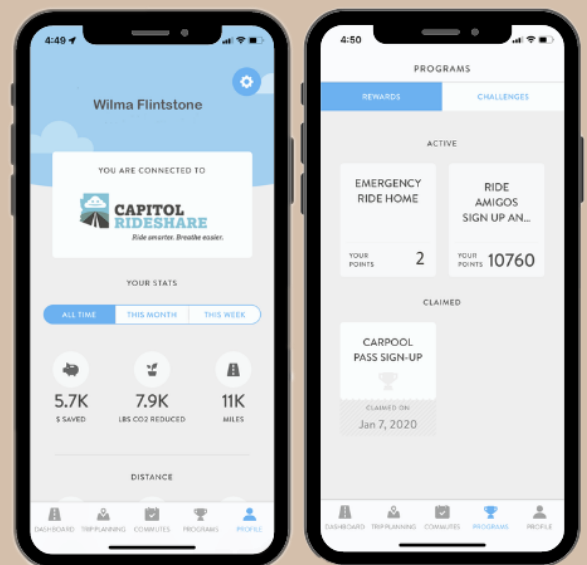 4:49
Wilma Flintstone
YOU ARE CONNECTED TO
CAPITOL
RIDESHARE
Ride smarter. Breathe easier.
YOUR STATS
ALL TIME THIS MONTH THIS WEEK
5.7K 7.9K 11K
$ SAVED LBS CO2 REDUCED MILES
DISTANCE
DASHBOARD TRIP PLANNING COMMUTES PROGRAMS PROFILE
4:50
PROGRAMS
REWARDS CHALLENGES
ACTIVE
EMERGENCY
RIDE HOME
YOUR
POINTS 2
RIDE
AMIGOS
SIGN UP AN...
YOUR
POINTS 10760
CLAIMED
CARPOOL
PASS SIGN-UP
CLAIMED ON
Jan 7, 2020
DASHBOARD TRIP PLANNING COMMUTES PROGRAMS PROFILE